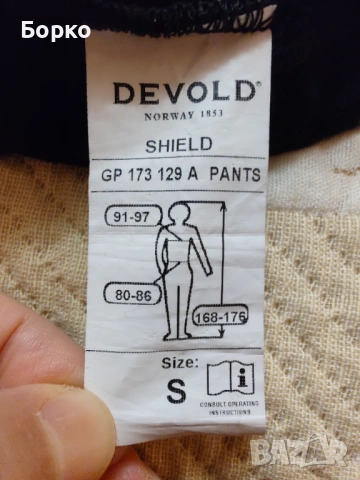 Борко
DEVOLD®
NORWAY 1853
SHIELD
GP 173 129 A PANTS
91-97
80-86
168-176
Size:
S
i
CONSULT OPERATING
INSTRUCTIONS
BAZAR